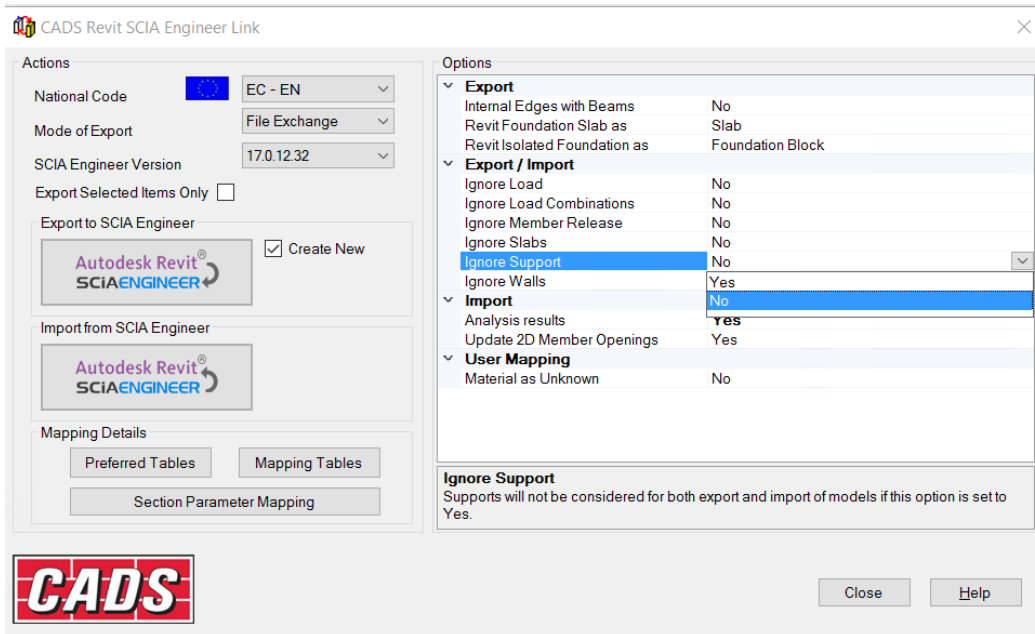 CADS Revit SCIA Engineer Link
Actions
National Code
EC - EN
Mode of Export
File Exchange
SCIA Engineer Version
17.0.12.32
Export Selected Items Only
Export to SCIA Engineer
Autodesk Revit®
SCiAENGINEER
Create New
Import from SCIA Engineer
Autodesk Revit®
SCiAENGINEER
Mapping Details
Preferred Tables
Mapping Tables
Section Parameter Mapping
Options
Export
Internal Edges with Beams No
Revit Foundation Slab as Slab
Revit Isolated Foundation as Foundation Block
Export / Import
Ignore Load No
Ignore Load Combinations No
Ignore Member Release No
Ignore Slabs No
Ignore Support No
Ignore Walls
Yes
No
Import
Analysis results Yes
Update 2D Member Openings Yes
User Mapping
Material as Unknown No
Ignore Support
Supports will not be considered for both export and import of models if this option is set to
Yes.
CADS
Close
Help